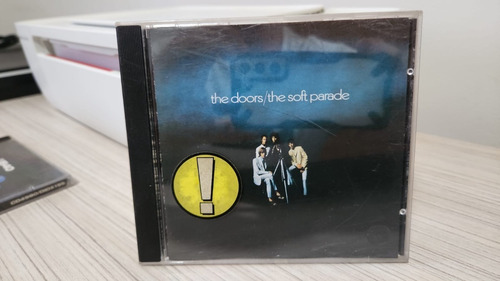 the doors/the soft parade
!